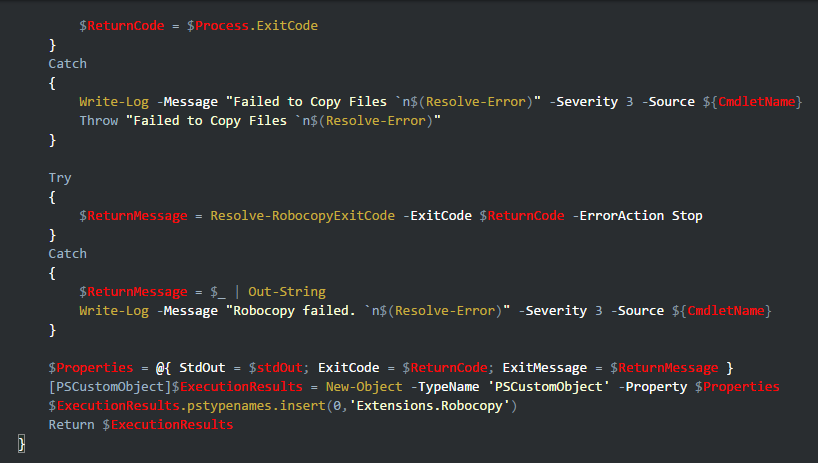 $ReturnCode = $Process.ExitCode
}
Catch
{
Write-Log -Message "Failed to Copy Files `n$(Resolve-Error)" -Severity 3 -Source ${CmdletName}
Throw "Failed to Copy Files `n$(Resolve-Error)"
}
Try
{
$ReturnMessage = Resolve-RobocopyExitCode -ExitCode $ReturnCode -ErrorAction Stop
}
Catch
{
$ReturnMessage = $_ | Out-String
Write-Log -Message "Robocopy failed. `n$(Resolve-Error)" -Severity 3 -Source ${CmdletName}
}
$Properties = @{ StdOut = $stdOut; ExitCode = $ReturnCode; ExitMessage = $ReturnMessage }
[PSCustomObject]$ExecutionResults = New-Object -TypeName 'PSCustomObject' -Property $Properties
$ExecutionResults.pstypenames.insert(0,'Extensions.Robocopy')
Return $ExecutionResults
}